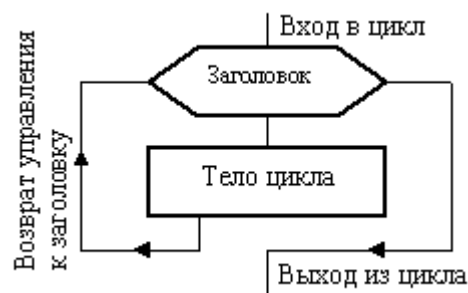 Вход в цикл
Заголовок
Возврат управления
к заголовку
Тело цикла
Выход из цикла